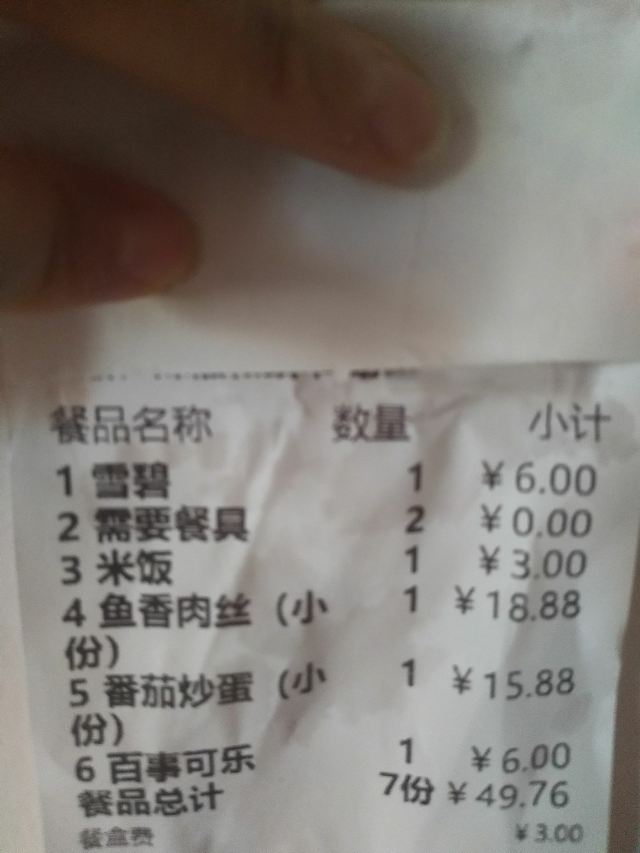 餐品名称 数量 小计
1 雪碧 1 ￥6.00
2 需要餐具 2 ￥0.00
3 米饭 1 ￥3.00
4 鱼香肉丝（小 1 ￥18.88
份）
5 番茄炒蛋（小 1 ￥15.88
份）
6 百事可乐 1 ￥6.00
餐品总计 7份 ￥49.76
餐盒费 ￥3.00